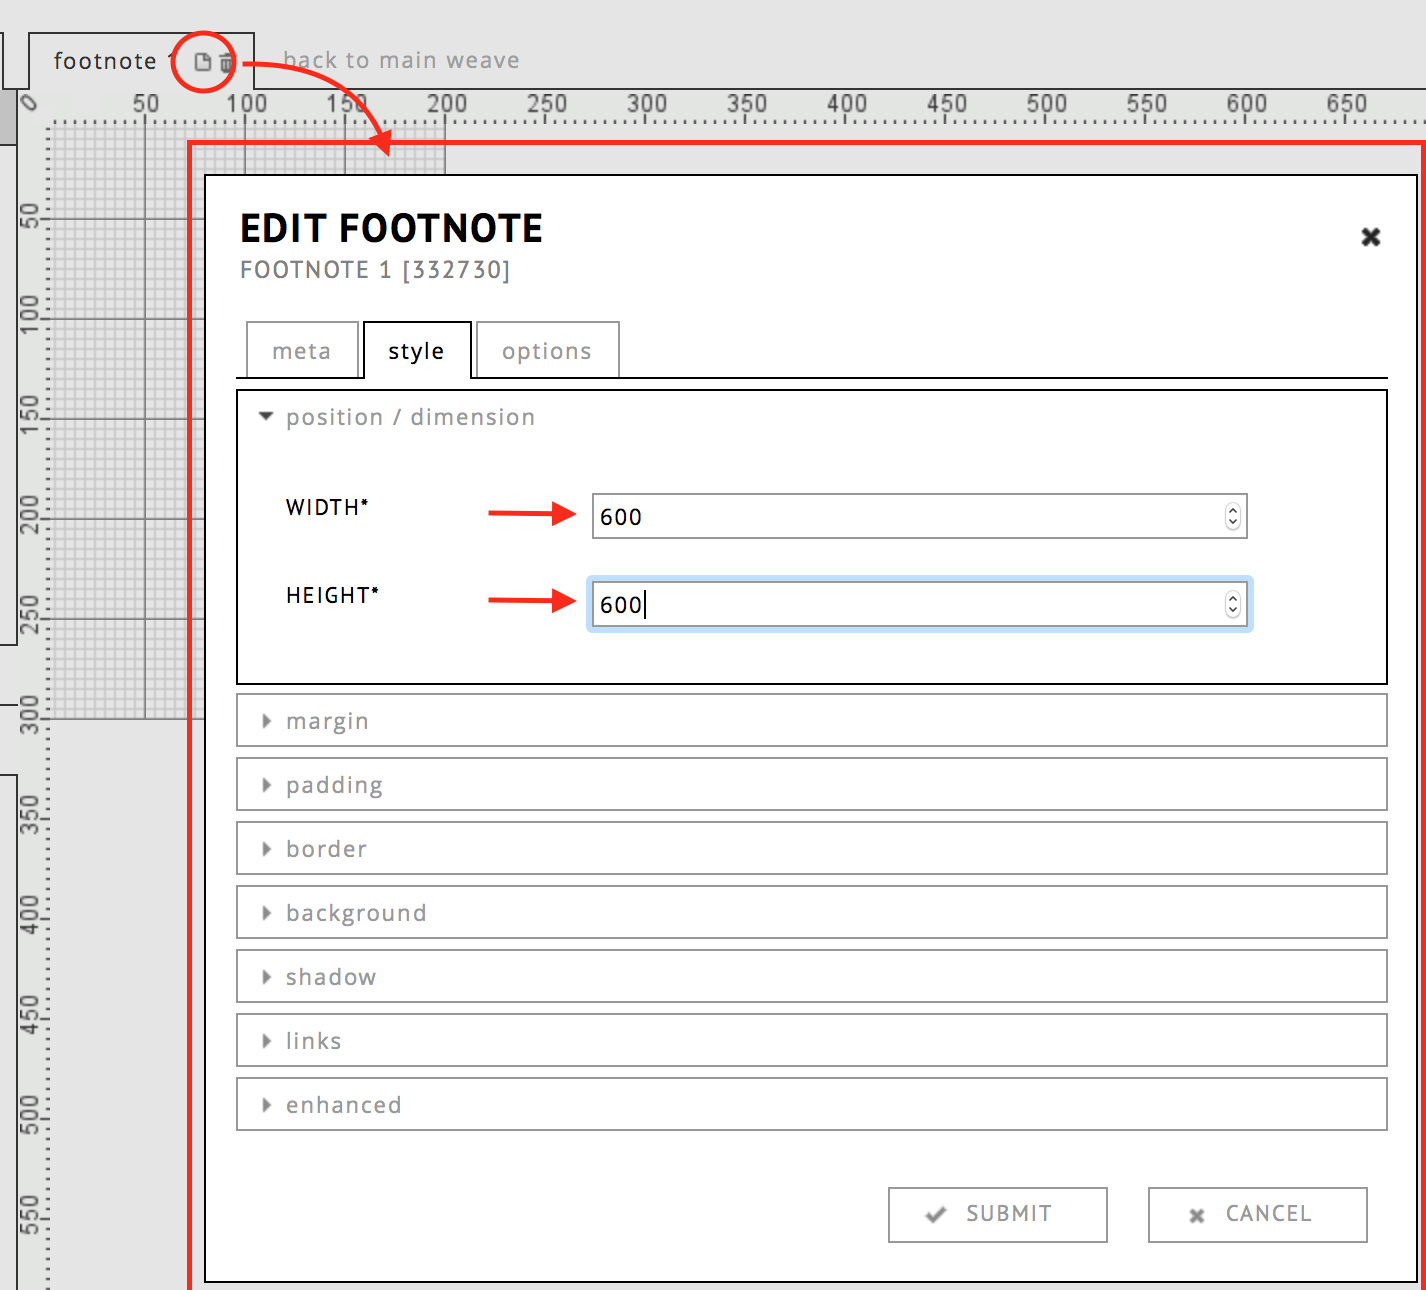 footnote 1
back to main weave
0 50 100 150 200 250 300 350 400 450 500 550 600 650
50
100
150
200
250
300
350
400
450
500
550
EDIT FOOTNOTE
FOOTNOTE 1 [332730]
meta style options
position / dimension
WIDTH* 600
HEIGHT* 600
margin
padding
border
background
shadow
links
enhanced
SUBMIT CANCEL